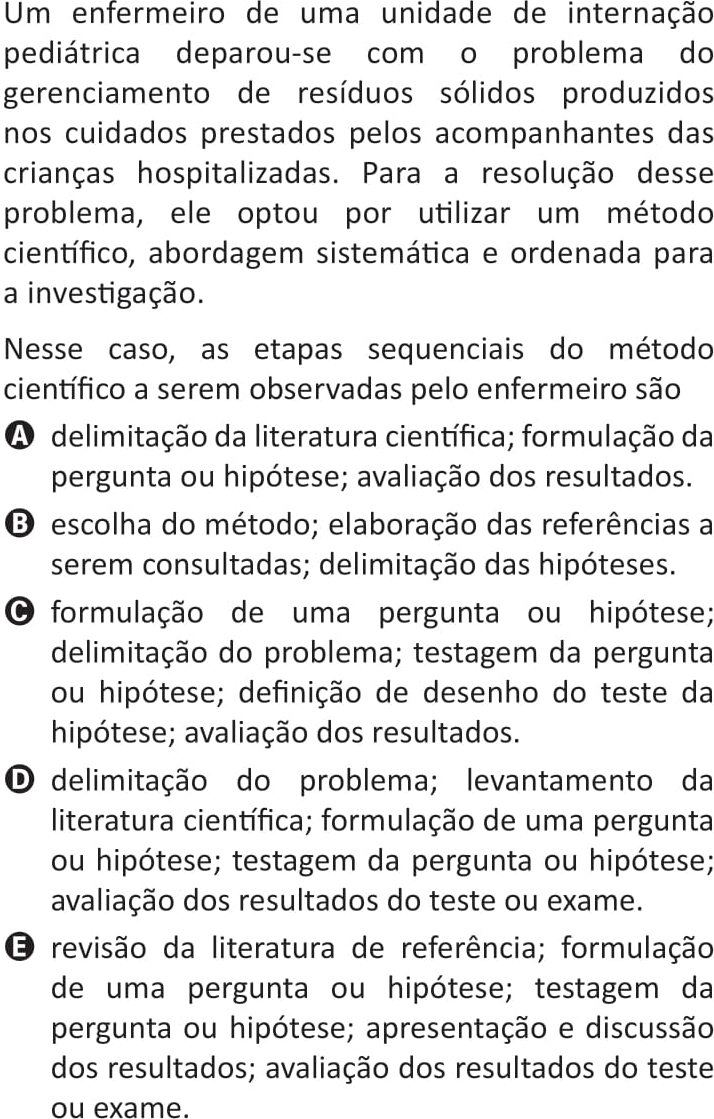 Um enfermeiro de uma unidade de internação
pediátrica deparou-se com o problema do
gerenciamento de resíduos sólidos produzidos
nos cuidados prestados pelos acompanhantes das
crianças hospitalizadas. Para a resolução desse
problema, ele optou por utilizar um método
científico, abordagem sistemática e ordenada para
a investigação.
Nesse caso, as etapas sequenciais do método
científico a serem observadas pelo enfermeiro são
A delimitação da literatura científica; formulação da
pergunta ou hipótese; avaliação dos resultados.
B escolha do método; elaboração das referências a
serem consultadas; delimitação das hipóteses.
C formulação de uma pergunta ou hipótese;
delimitação do problema; testagem da pergunta
ou hipótese; definição de desenho do teste da
hipótese; avaliação dos resultados.
D delimitação do problema; levantamento da
literatura científica; formulação de uma pergunta
ou hipótese; testagem da pergunta ou hipótese;
avaliação dos resultados do teste ou exame.
E revisão da literatura de referência; formulação
de uma pergunta ou hipótese; testagem da
pergunta ou hipótese; apresentação e discussão
dos resultados; avaliação dos resultados do teste
ou exame.